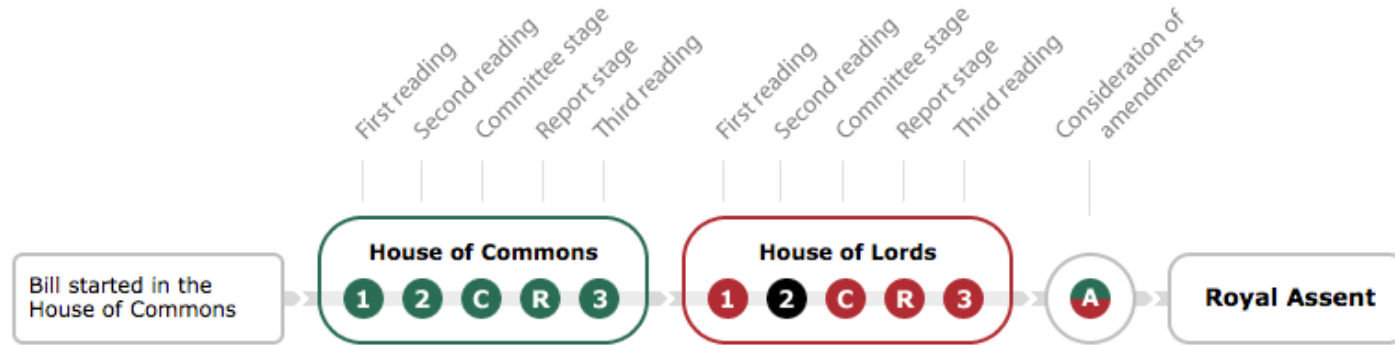 First reading
Second reading
Committee stage
Report stage
Third reading
First reading
Second reading
Committee stage
Report stage
Third reading
Consideration of
amendments
Bill started in the
House of Commons
House of Commons
1 2 C R 3
House of Lords
1 2 C R 3
A
Royal Assent